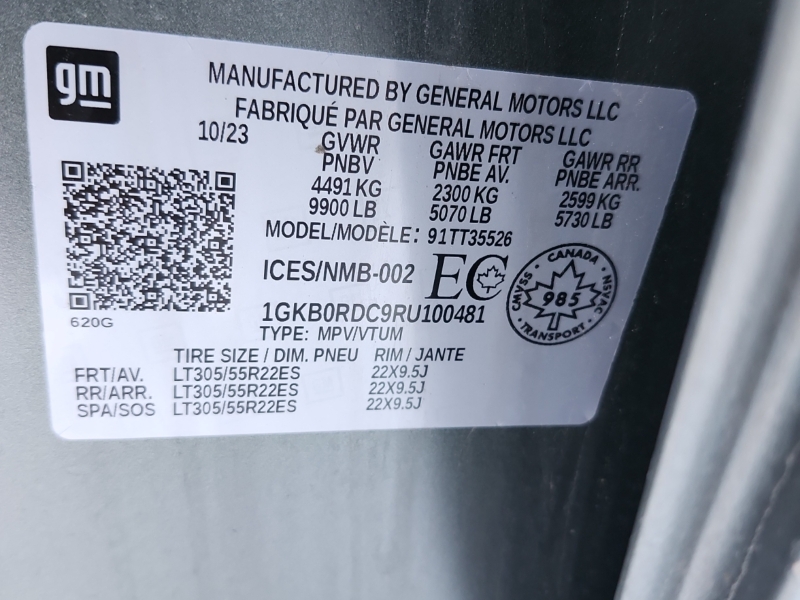 gm
MANUFACTURED BY GENERAL MOTORS LLC
FABRIQUÉ PAR GENERAL MOTORS LLC
10/23 GVWR GAWR FRT GAWR RR
PNBV PNBE AV. PNBE ARR.
4491 KG 2300 KG 2599 KG
9900 LB 5070 LB 5730 LB
MODEL/MODÈLE: 91TT35526
ICES/NMB-002 EC
CANADA
CMVSS 985 NSVAC
TRANSPORT
1GKB0RDC9RU100481
620G
TYPE: MPV/VTUM
TIRE SIZE / DIM. PNEU RIM / JANTE
FRT/AV. LT305/55R22ES 22X9.5J
RR/ARR. LT305/55R22ES 22X9.5J
SPA/SOS LT305/55R22ES 22X9.5J